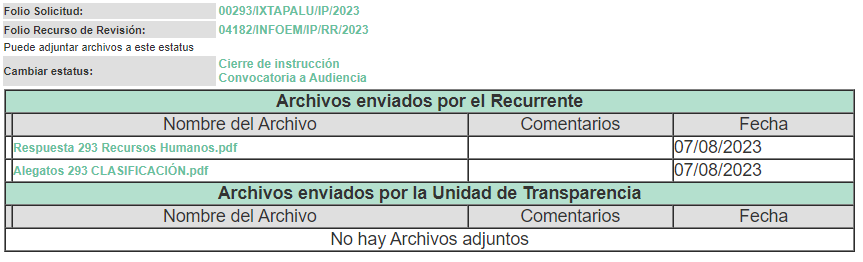 Folio Solicitud: 00293/IXTAPALU/IP/2023
Folio Recurso de Revisión: 04182/INFOEM/IP/RR/2023
Puede adjuntar archivos a este estatus
Cambiar estatus: Cierre de instrucción
Convocatoria a Audiencia
Archivos enviados por el Recurrente
Nombre del Archivo Comentarios Fecha
Respuesta 293 Recursos Humanos.pdf 07/08/2023
Alegatos 293 CLASIFICACIÓN.pdf 07/08/2023
Archivos enviados por la Unidad de Transparencia
Nombre del Archivo Comentarios Fecha
No hay Archivos adjuntos